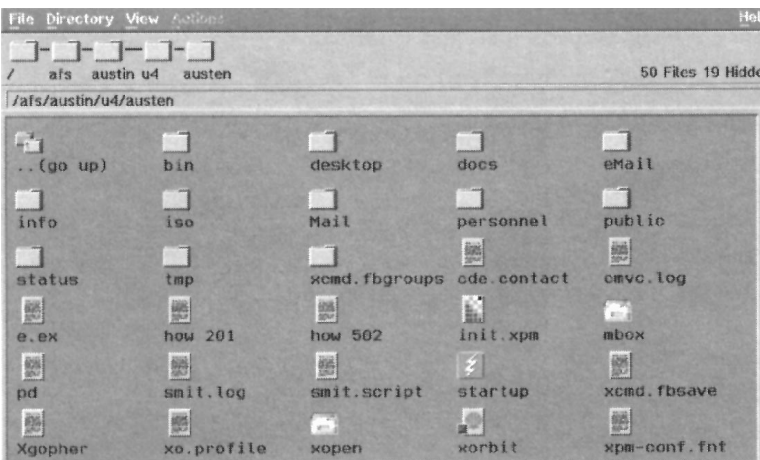 File Directory View Actions Hel
/ afs austin u4 austen 50 Files 19 Hidde
/afs/austin/u4/austen
..(go up) bin desktop docs eMail
info iso Mail personnel public
status tmp xcmd.fbgroups cde.contact cmvc.log
e.ex how 201 how 502 init.xpm mbox
pd smit.log smit.script startup xcmd.fbsave
Xgopher xo.profile xopen xorbit xpm-conf.fnt